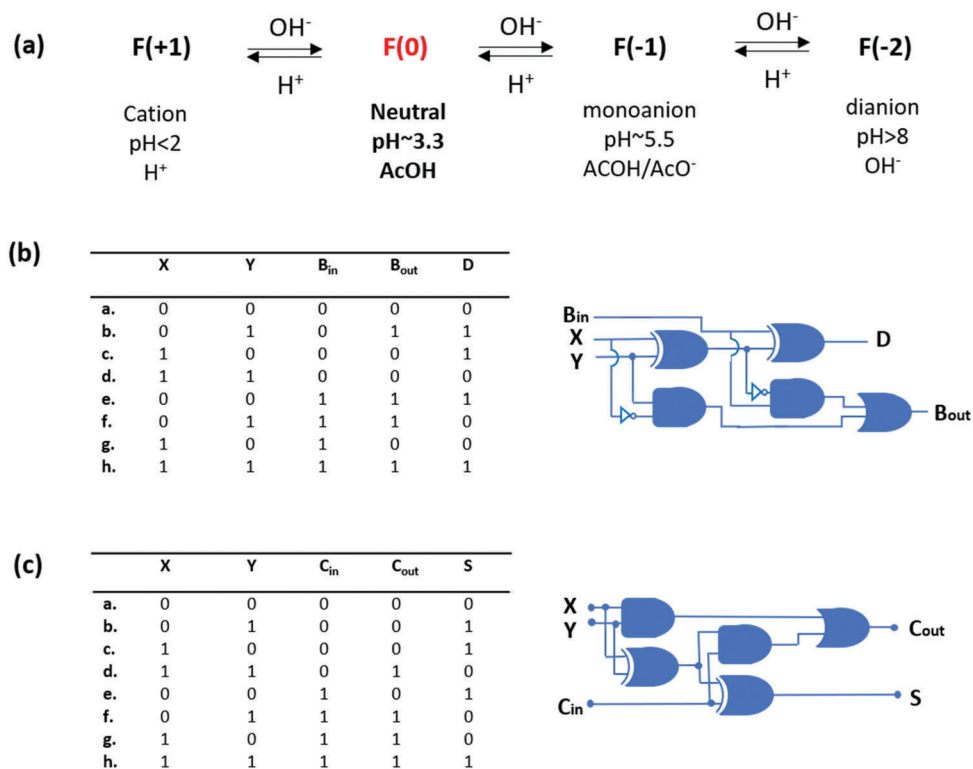 (a) F(+1) OH⁻ H⁺ F(0) OH⁻ H⁺ F(-1) OH⁻ H⁺ F(-2)
Cation Neutral monoanion dianion
pH<2 pH~3.3 pH~5.5 pH>8
H⁺ AcOH ACOH/AcO⁻ OH⁻
(b)
X Y Bin Bout D
a. 0 0 0 0 0
b. 0 1 0 1 1
c. 1 0 0 0 1
d. 1 1 0 0 0
e. 0 0 1 1 1
f. 0 1 1 1 0
g. 1 0 1 0 0
h. 1 1 1 1 1
Bin
X
Y
D
Bout
(c)
X Y Cin Cout S
a. 0 0 0 0 0
b. 0 1 0 0 1
c. 1 0 0 0 1
d. 1 1 0 1 0
e. 0 0 1 0 1
f. 0 1 1 1 0
g. 1 0 1 1 0
h. 1 1 1 1 1
X
Y
Cin
Cout
S